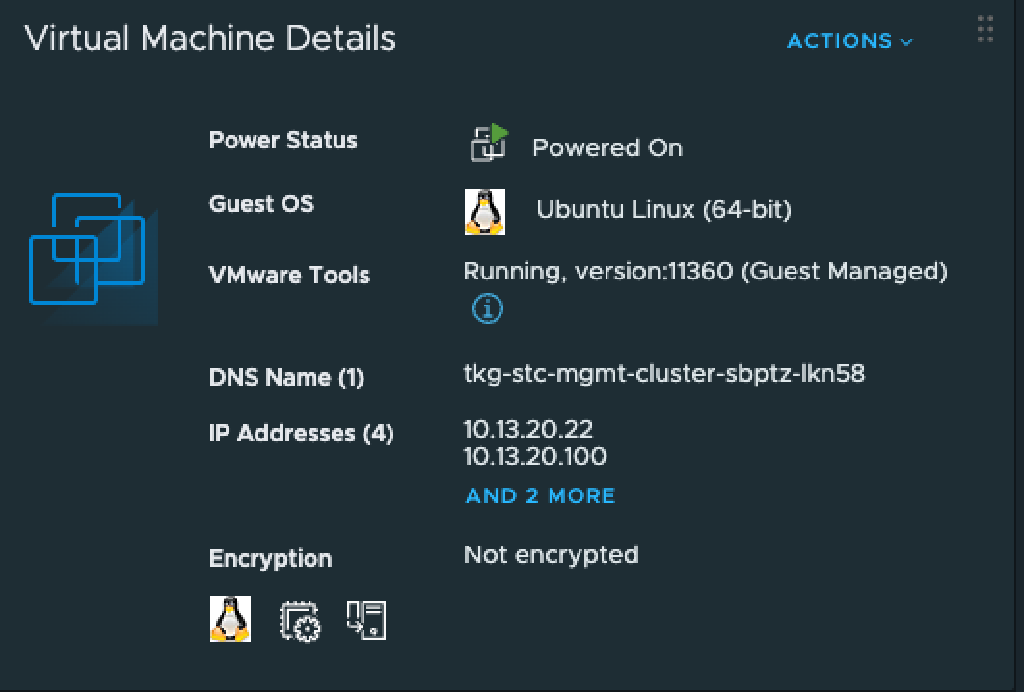 Virtual Machine Details
ACTIONS
Power Status
Powered On
Guest OS
Ubuntu Linux (64-bit)
VMware Tools
Running, version:11360 (Guest Managed)
DNS Name (1)
tkg-stc-mgmt-cluster-sbptz-lkn58
IP Addresses (4)
10.13.20.22
10.13.20.100
AND 2 MORE
Encryption
Not encrypted